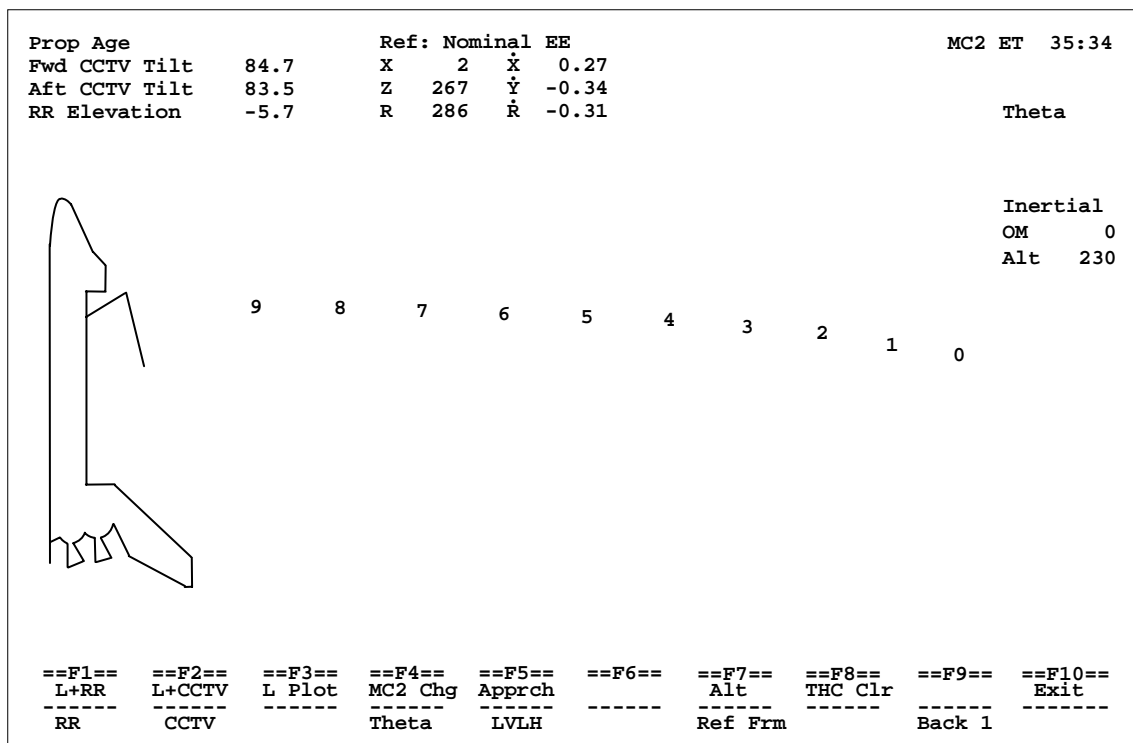 Prop Age Ref: Nominal EE MC2 ET 35:34
Fwd CCTV Tilt 84.7 X 2 Ẋ 0.27
Aft CCTV Tilt 83.5 Z 267 Ẏ -0.34
RR Elevation -5.7 R 286 Ṙ -0.31 Theta
Inertial
OM 0
Alt 230
9 8 7 6 5 4 3 2 1 0
==F1== ==F2== ==F3== ==F4== ==F5== ==F6== ==F7== ==F8== ==F9== ==F10==
L+RR L+CCTV L Plot MC2 Chg Apprch Alt THC Clr Exit
------ ------ ------ ------ ------ ------ ------ ------ ------ -------
RR CCTV Theta LVLH Ref Frm Back 1